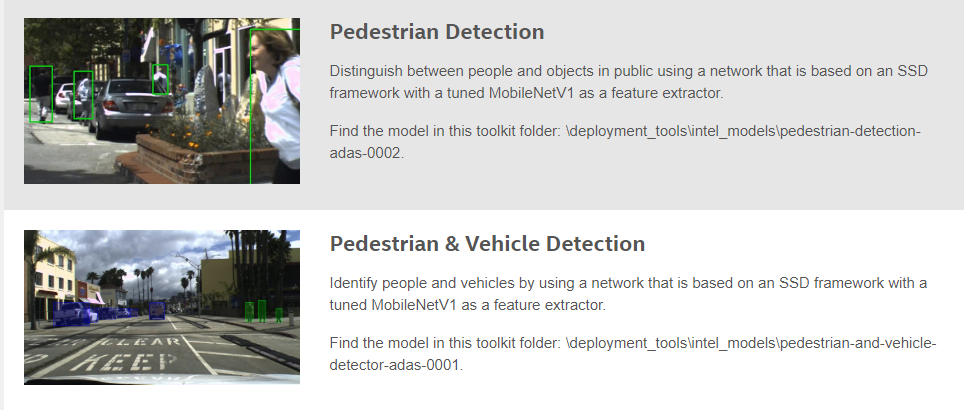 Pedestrian Detection
Distinguish between people and objects in public using a network that is based on an SSD
framework with a tuned MobileNetV1 as a feature extractor.
Find the model in this toolkit folder: \deployment_tools\intel_models\pedestrian-detection-
adas-0002.
Pedestrian & Vehicle Detection
Identify people and vehicles by using a network that is based on an SSD framework with a
tuned MobileNetV1 as a feature extractor.
Find the model in this toolkit folder: \deployment_tools\intel_models\pedestrian-and-vehicle-
detector-adas-0001.
CLEAR
KEEP